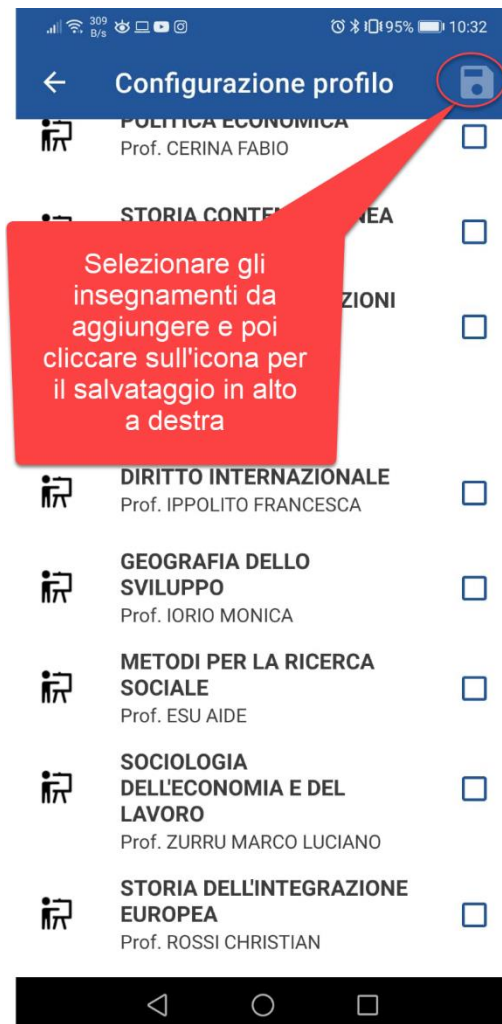 309
B/s
95%
10:32
Configurazione profilo
POLITICA ECONOMICA
Prof. CERINA FABIO
STORIA
Selezionare gli
insegnamenti da
aggiungere e poi
cliccare sull'icona per
il salvataggio in alto
a destra
DIRITTO INTERNAZIONALE
Prof. IPPOLITO FRANCESCA
GEOGRAFIA DELLO
SVILUPPO
Prof. IORIO MONICA
METODI PER LA RICERCA
SOCIALE
Prof. ESU AIDE
SOCIOLOGIA
DELL'ECONOMIA E DEL
LAVORO
Prof. ZURRU MARCO LUCIANO
STORIA DELL'INTEGRAZIONE
EUROPEA
Prof. ROSSI CHRISTIAN